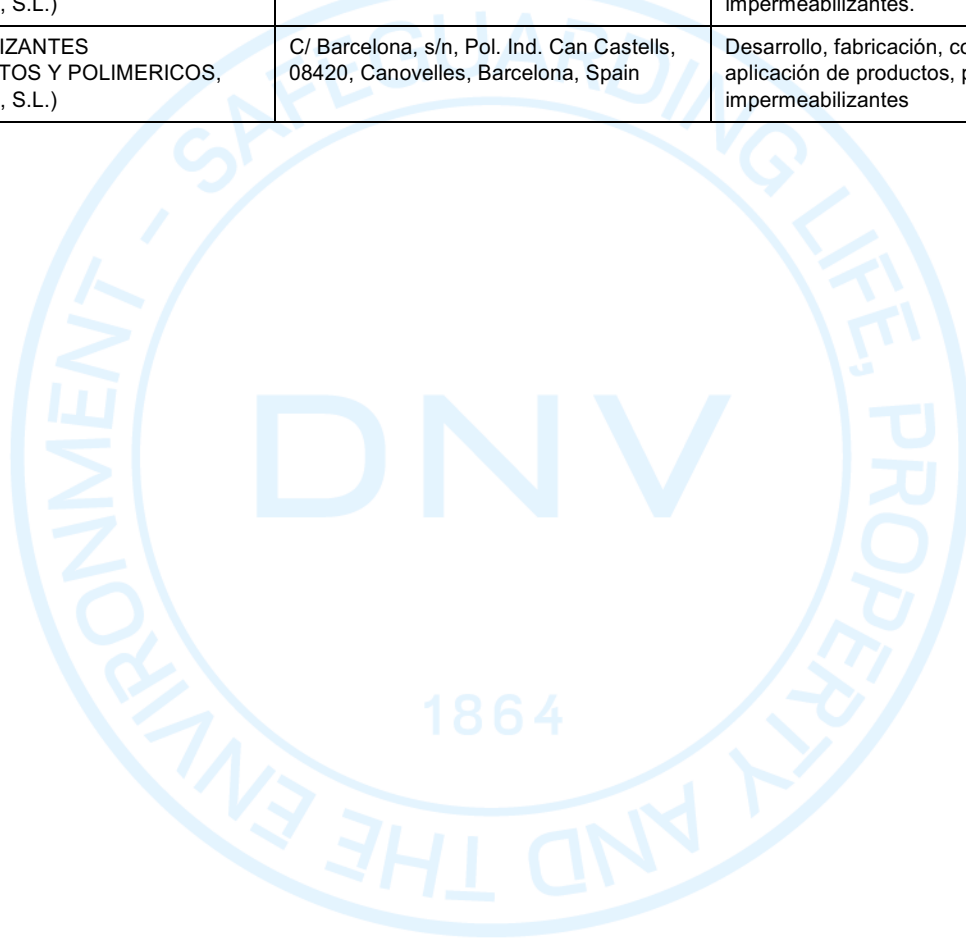 , S.L.)
impermeabilizantes.
IZANTES
TOS Y POLIMERICOS,
, S.L.)
C/ Barcelona, s/n, Pol. Ind. Can Castells,
08420, Canovelles, Barcelona, Spain
Desarrollo, fabricación, co
aplicación de productos, p
impermeabilizantes
SAFEGUARDING LIFE, PROPERTY AND THE ENVIRONMENT -
DNV
1864